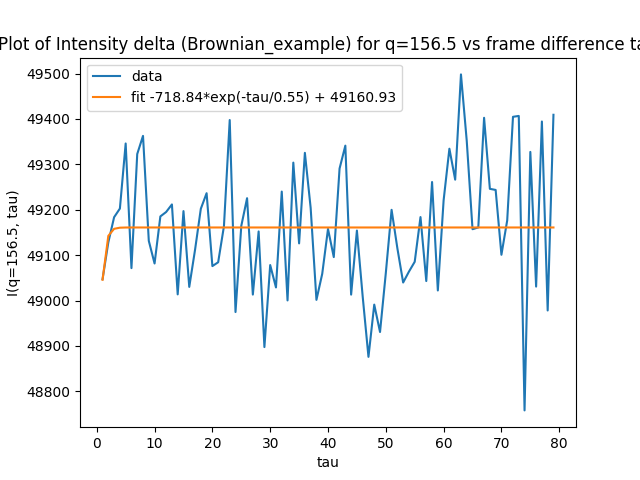 Plot of Intensity delta (Brownian_example) for q=156.5 vs frame difference ta
data
fit -718.84*exp(-tau/0.55) + 49160.93
I(q=156.5, tau)
49500
49400
49300
49200
49100
49000
48900
48800
0 10 20 30 40 50 60 70 80
tau